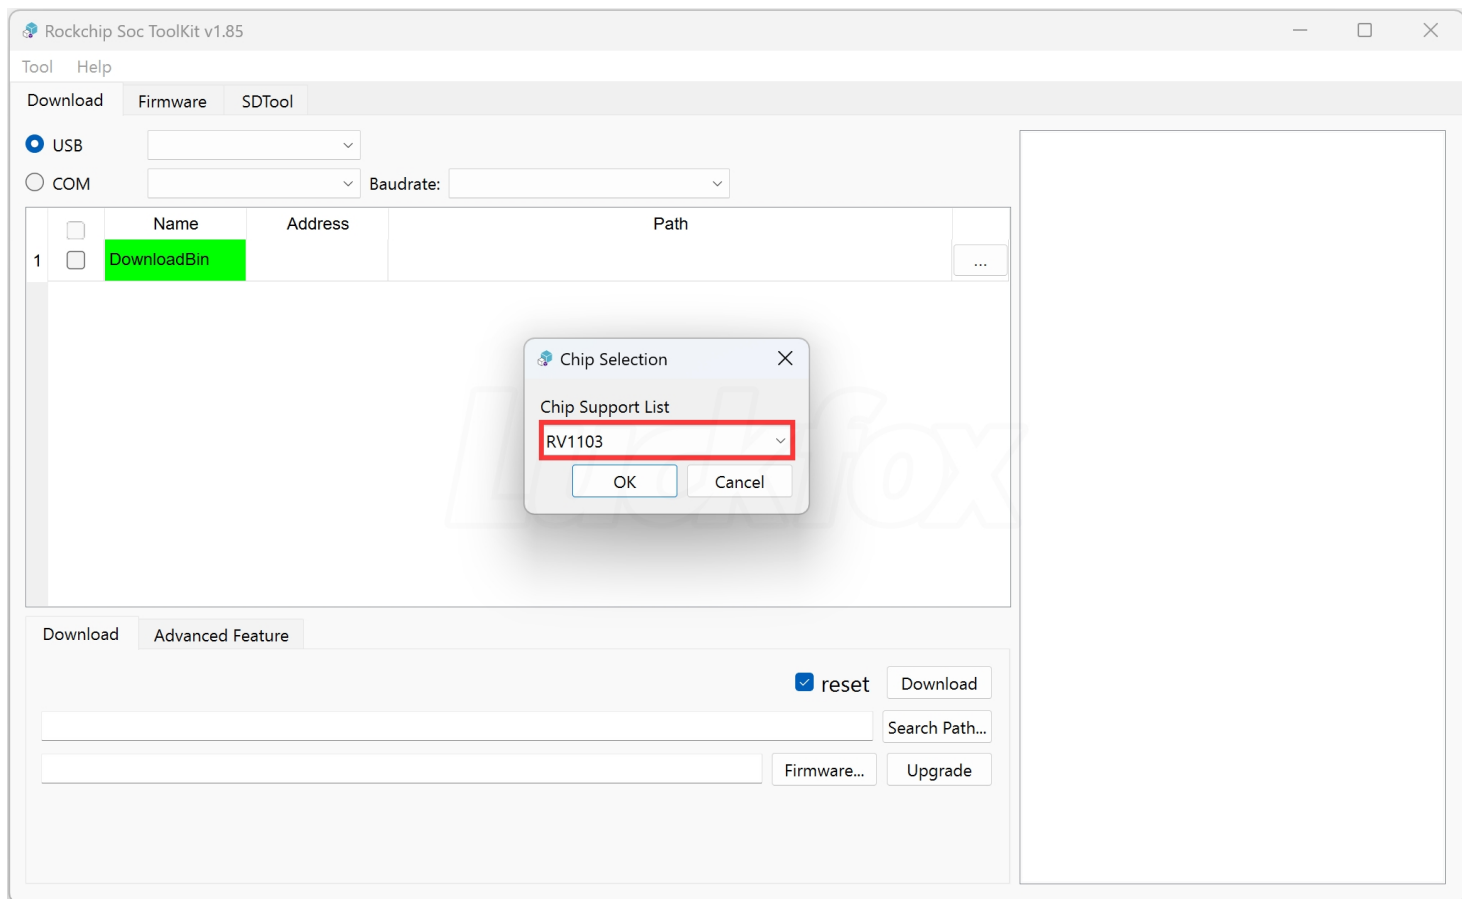 Rockchip Soc ToolKit v1.85
Tool Help
Download Firmware SDTool
USB
COM Baudrate:
Name Address Path
1 DownloadBin ...
Chip Selection
Chip Support List
RV1103
OK Cancel
Luckfox
Download Advanced Feature
reset Download
Search Path...
Firmware... Upgrade